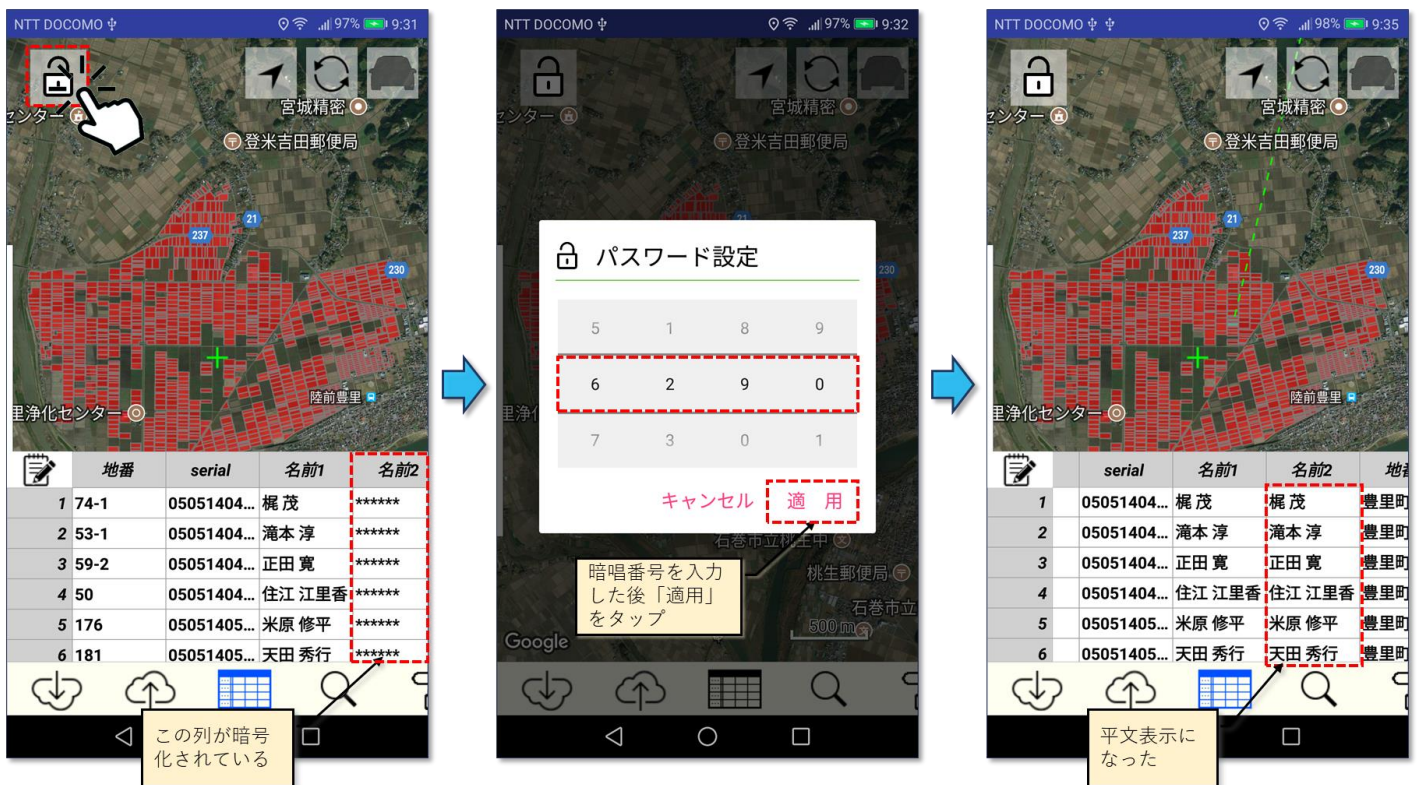 NTT DOCOMO 97% 9:31
宮城精密
センター
登米吉田郵便局
21
237
230
陸前豊里
里浄化センター
地番 serial 名前1 名前2
1 74-1 05051404... 梶 茂 ******
2 53-1 05051404... 滝本 淳 ******
3 59-2 05051404... 正田 寛 ******
4 50 05051404... 住江 江里香 ******
5 176 05051405... 米原 修平 ******
6 181 05051405... 天田 秀行 ******
この列が暗号
化されている
NTT DOCOMO 97% 9:32
宮城精密
センター
登米吉田郵便局
21
230
パスワード設定
5 1 8 9
6 2 9 0
7 3 0 1
キャンセル 適 用
里浄化
石巻市立桃生中
暗唱番号を入力
した後「適用」
をタップ
桃生郵便局
石巻市立
500 m
Google
NTT DOCOMO 98% 9:35
宮城精密
センター
登米吉田郵便局
21
237
230
陸前豊里
里浄化センター
serial 名前1 名前2 地番
1 05051404... 梶 茂 梶 茂 豊里町
2 05051404... 滝本 淳 滝本 淳 豊里町
3 05051404... 正田 寛 正田 寛 豊里町
4 05051404... 住江 江里香 住江 江里香 豊里町
5 05051405... 米原 修平 米原 修平 豊里町
6 05051405... 天田 秀行 天田 秀行 豊里町
平文表示に
なった